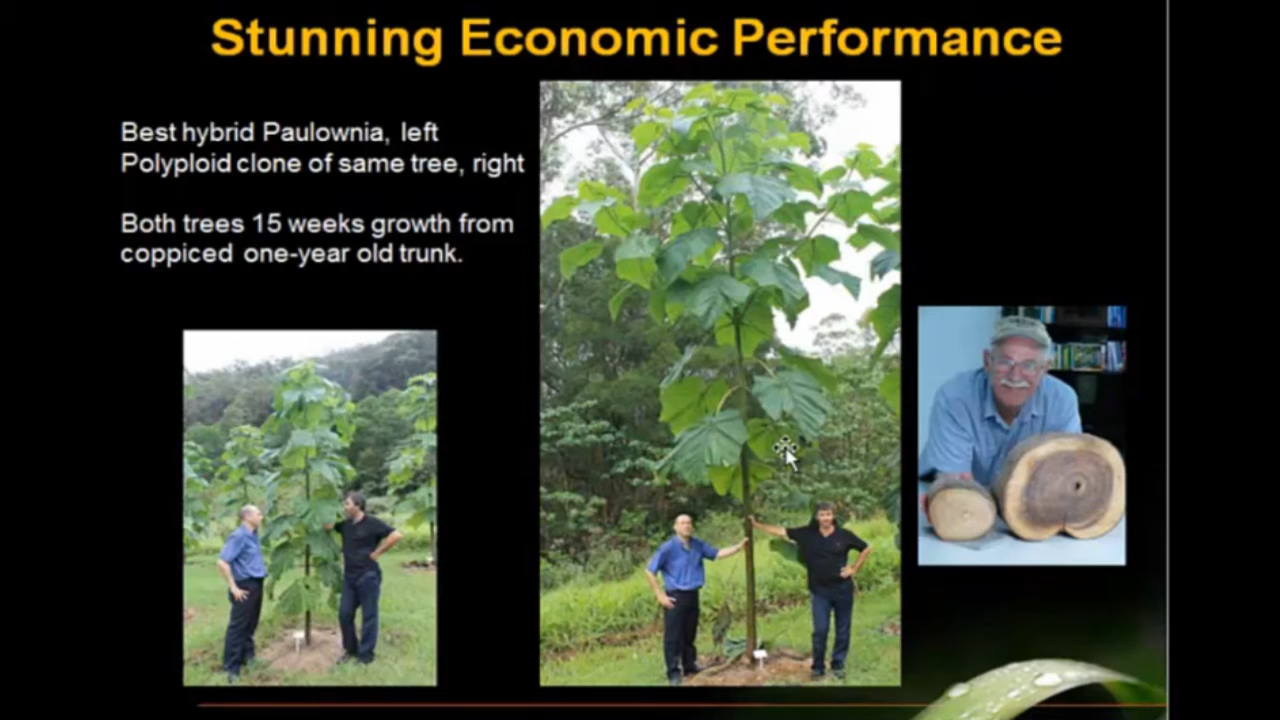 Stunning Economic Performance
Best hybrid Paulownia, left
Polyploid clone of same tree, right
Both trees 15 weeks growth from
coppiced one-year old trunk.